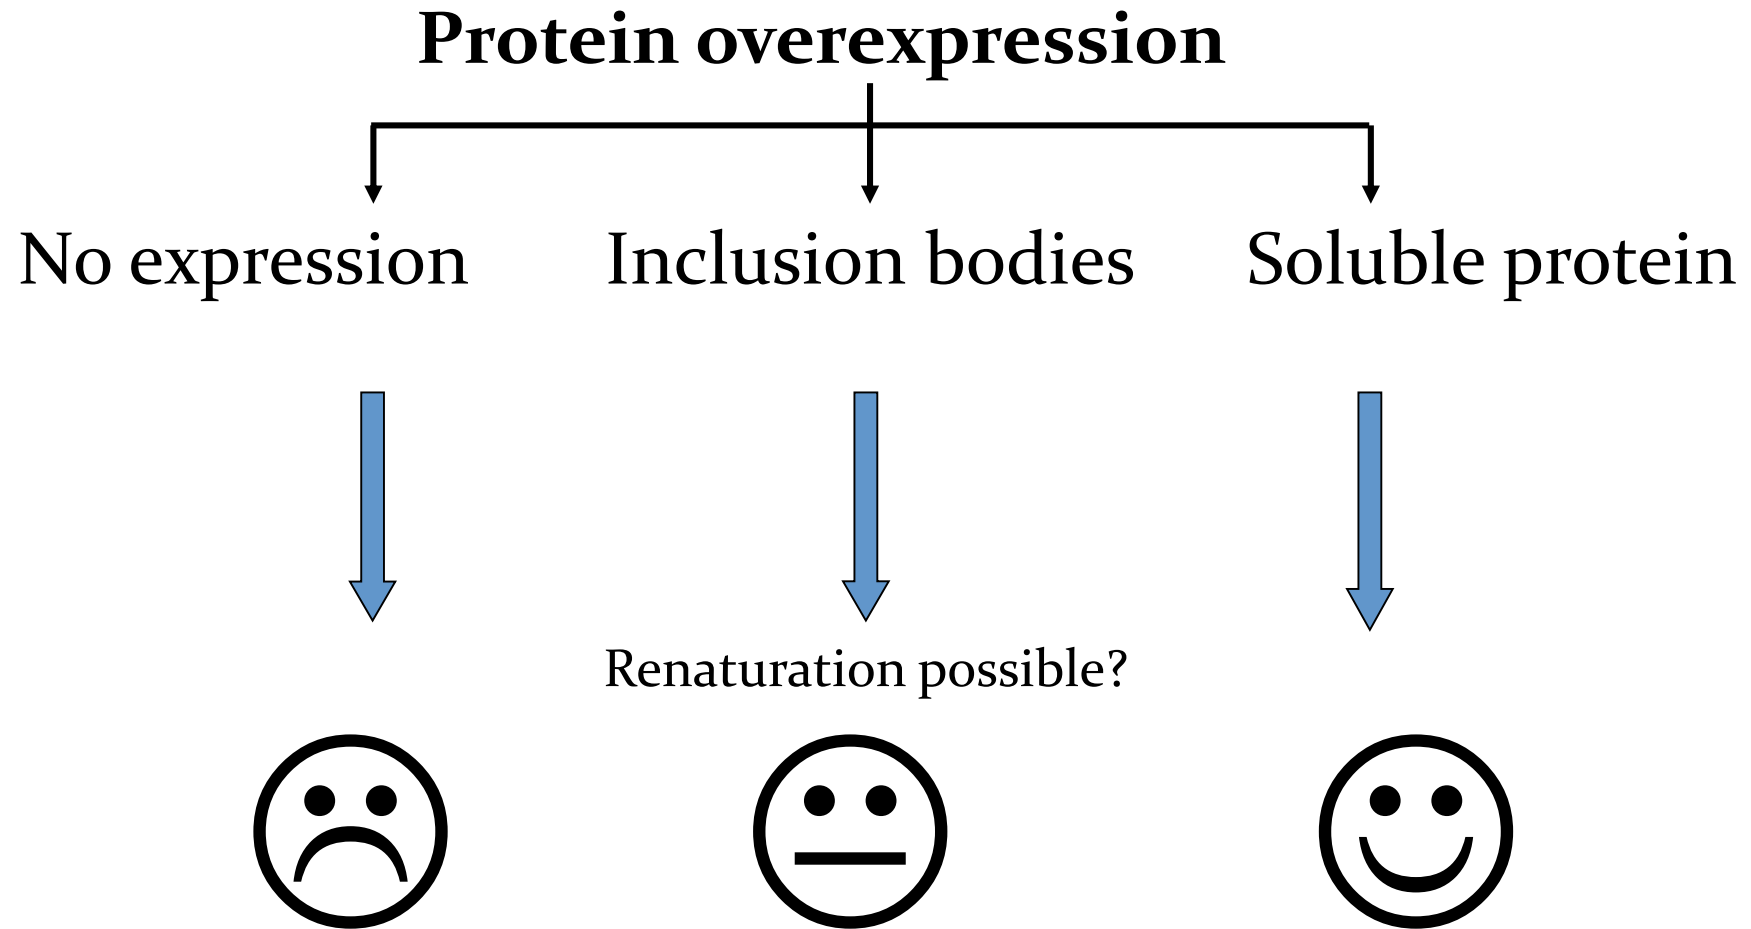 Protein overexpression
No expression
Inclusion bodies
Soluble protein
Renaturation possible?